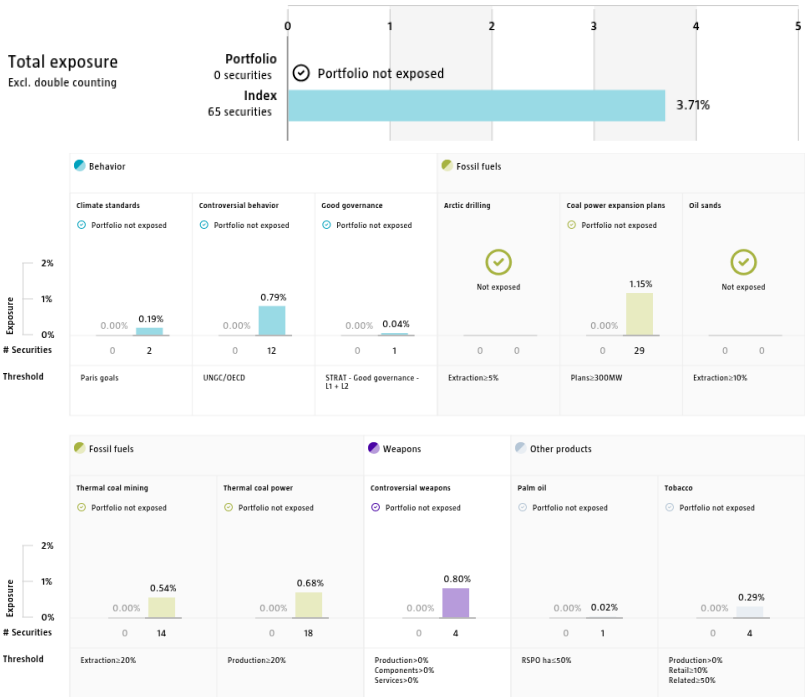 0 1 2 3 4 5
Total exposure
Excl. double counting
Portfolio
0 securities
Portfolio not exposed
Index
65 securities
3.71%
Behavior
Fossil fuels
Climate standards
Controversial behavior
Good governance
Arctic drilling
Coal power expansion plans
Oil sands
Portfolio not exposed
Portfolio not exposed
Portfolio not exposed
Portfolio not exposed
Not exposed
Not exposed
Exposure
2%
1%
0%
0.00% 0.19%
0.00% 0.79%
0.00% 0.04%
0.00% 1.15%
# Securities 0 2 0 12 0 1 0 0 0 29 0 0
Threshold
Paris goals
UNGC/OECD
STRAT - Good governance -
L1 + L2
Extraction≥5%
Plans≥300MW
Extraction≥10%
Fossil fuels
Weapons
Other products
Thermal coal mining
Thermal coal power
Controversial weapons
Palm oil
Tobacco
Portfolio not exposed
Portfolio not exposed
Portfolio not exposed
Portfolio not exposed
Portfolio not exposed
Exposure
2%
1%
0%
0.00% 0.54%
0.00% 0.68%
0.00% 0.80%
0.00% 0.02%
0.00% 0.29%
# Securities 0 14 0 18 0 4 0 1 0 4
Threshold
Extraction≥20%
Production≥20%
Production>0%
Components>0%
Services>0%
RSPO ha≤50%
Production>0%
Retail≥10%
Related≥50%